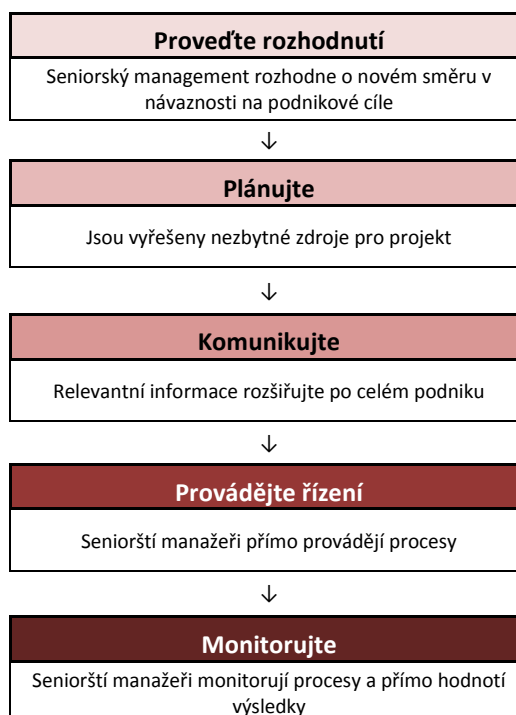 Proveďte rozhodnutí
Seniorský management rozhodne o novém směru v
návaznosti na podnikové cíle
↓
Plánujte
Jsou vyřešeny nezbytné zdroje pro projekt
↓
Komunikujte
Relevantní informace rozšiřujte po celém podniku
↓
Provádějte řízení
Seniorští manažeři přímo provádějí procesy
↓
Monitorujte
Seniorští manažeři monitorují procesy a přímo hodnotí
výsledky